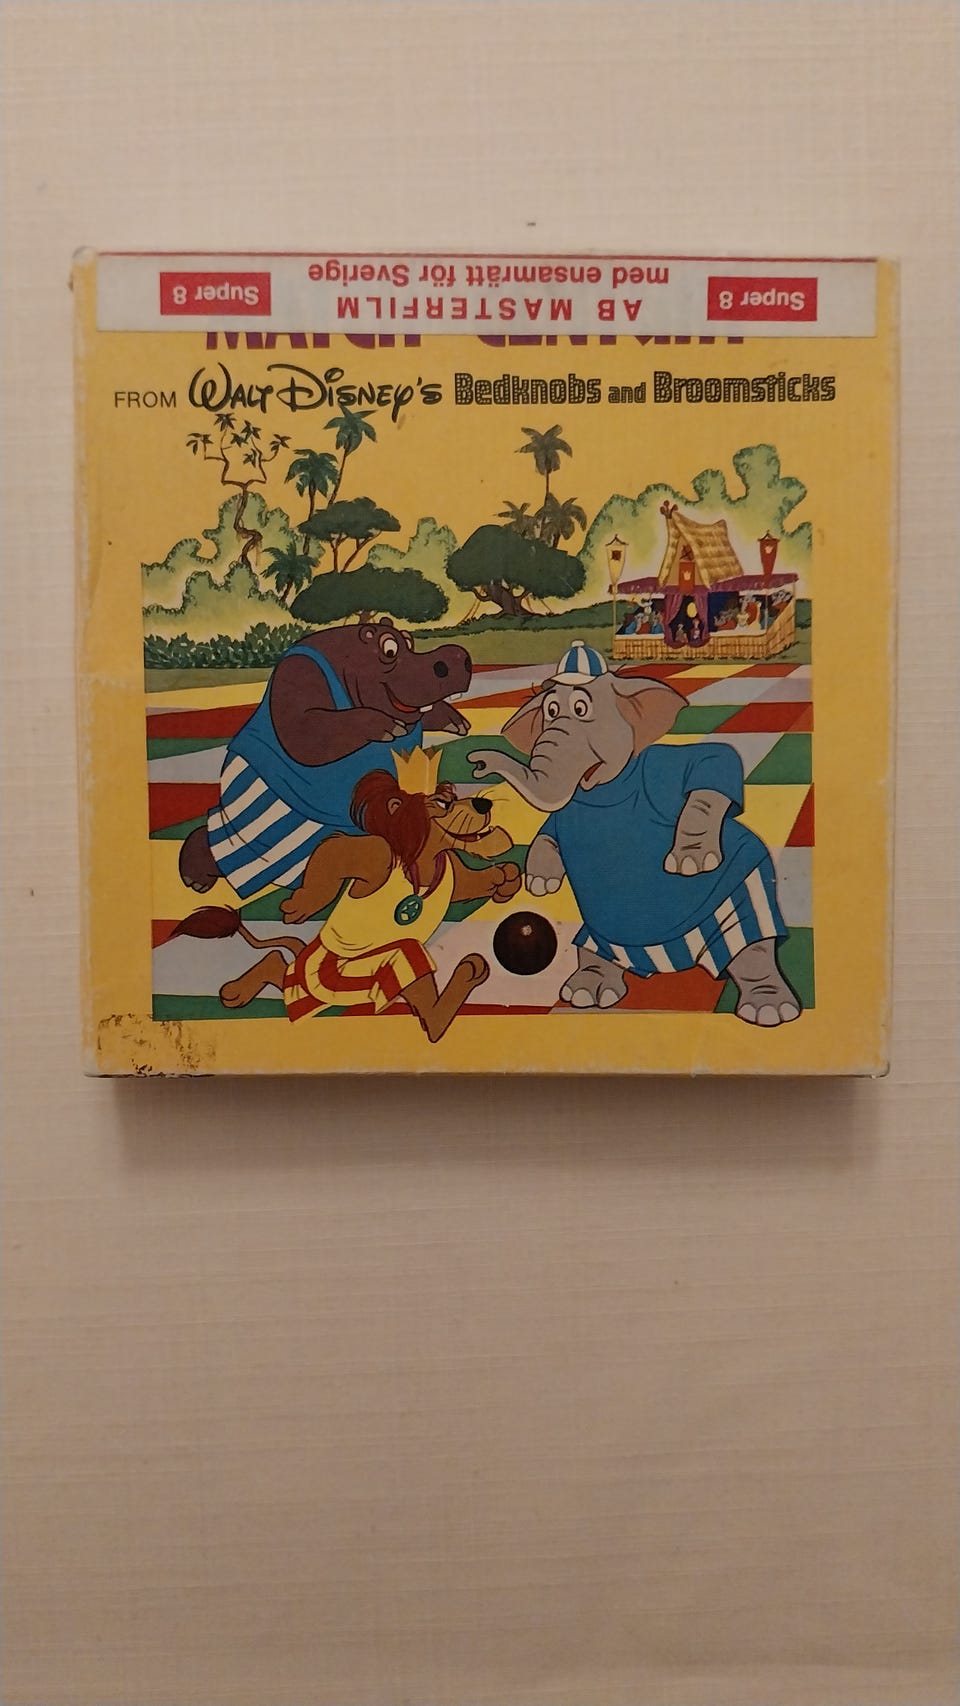 Super 8
AB MASTERFILM
med ensamrätt för Sverige
Super 8
FROM WALT DISNEY'S Bedknobs and Broomsticks